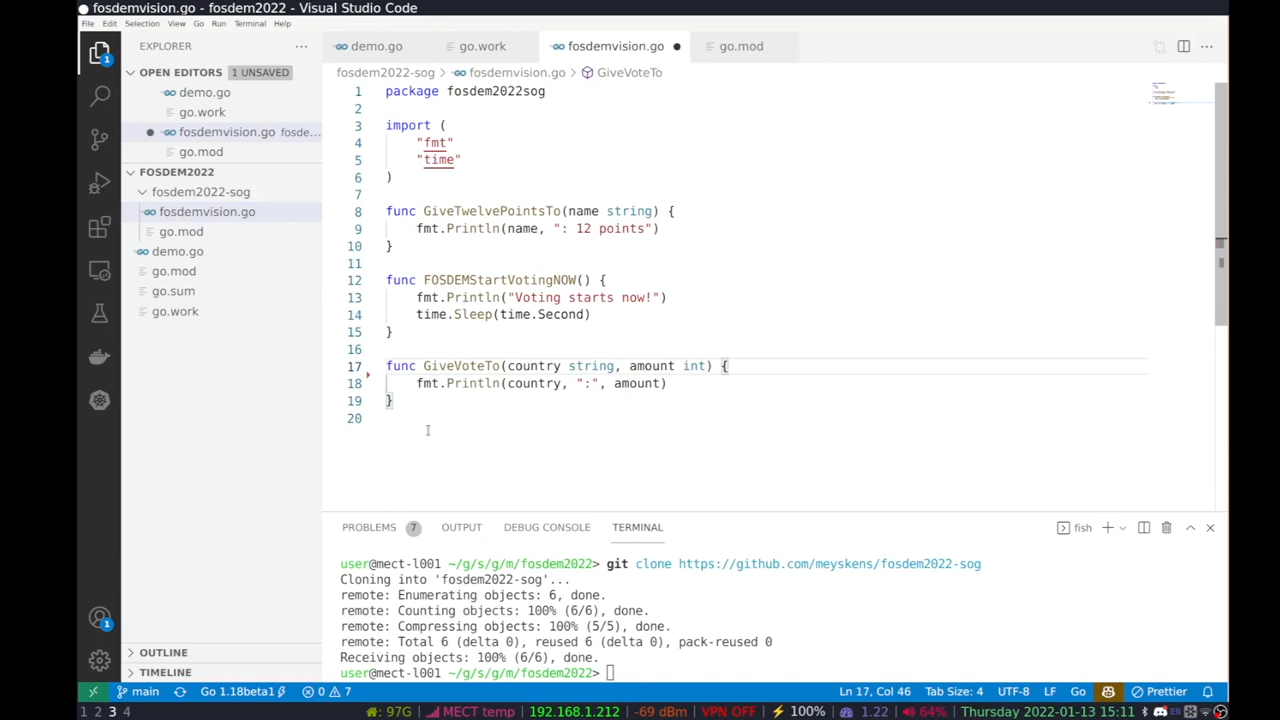 fosdemvision.go - fosdem2022 - Visual Studio Code
File Edit Selection View Go Run Terminal Help
EXPLORER
OPEN EDITORS 1 UNSAVED
demo.go
go.work
fosdemvision.go fosde...
go.mod
FOSDEM2022
fosdem2022-sog
fosdemvision.go
go.mod
demo.go
go.mod
go.sum
go.work
OUTLINE
TIMELINE
1
1
demo.go go.work fosdemvision.go go.mod
fosdem2022-sog > fosdemvision.go > GiveVoteTo
1 package fosdem2022sog
2
3 import (
4 "fmt"
5 "time"
6 )
7
8 func GiveTwelvePointsTo(name string) {
9 fmt.Println(name, ": 12 points")
10 }
11
12 func FOSDEMStartVotingNOW() {
13 fmt.Println("Voting starts now!")
14 time.Sleep(time.Second)
15 }
16
17 func GiveVoteTo(country string, amount int) {
18 fmt.Println(country, ":", amount)
19 }
20
PROBLEMS 7 OUTPUT DEBUG CONSOLE TERMINAL fish
user@mect-l001 ~/g/s/g/m/fosdem2022> git clone https://github.com/meyskens/fosdem2022-sog
Cloning into 'fosdem2022-sog'...
remote: Enumerating objects: 6, done.
remote: Counting objects: 100% (6/6), done.
remote: Compressing objects: 100% (5/5), done.
remote: Total 6 (delta 0), reused 6 (delta 0), pack-reused 0
Receiving objects: 100% (6/6), done.
user@mect-l001 ~/g/s/g/m/fosdem2022>
main Go 1.18beta1 0 7 Ln 17, Col 46 Tab Size: 4 UTF-8 LF Go Prettier
1 2 3 4 : 97G MECT temp 192.168.1.212 -69 dBm VPN OFF 100% 1.22 64% Thursday 2022-01-13 15:11 EN